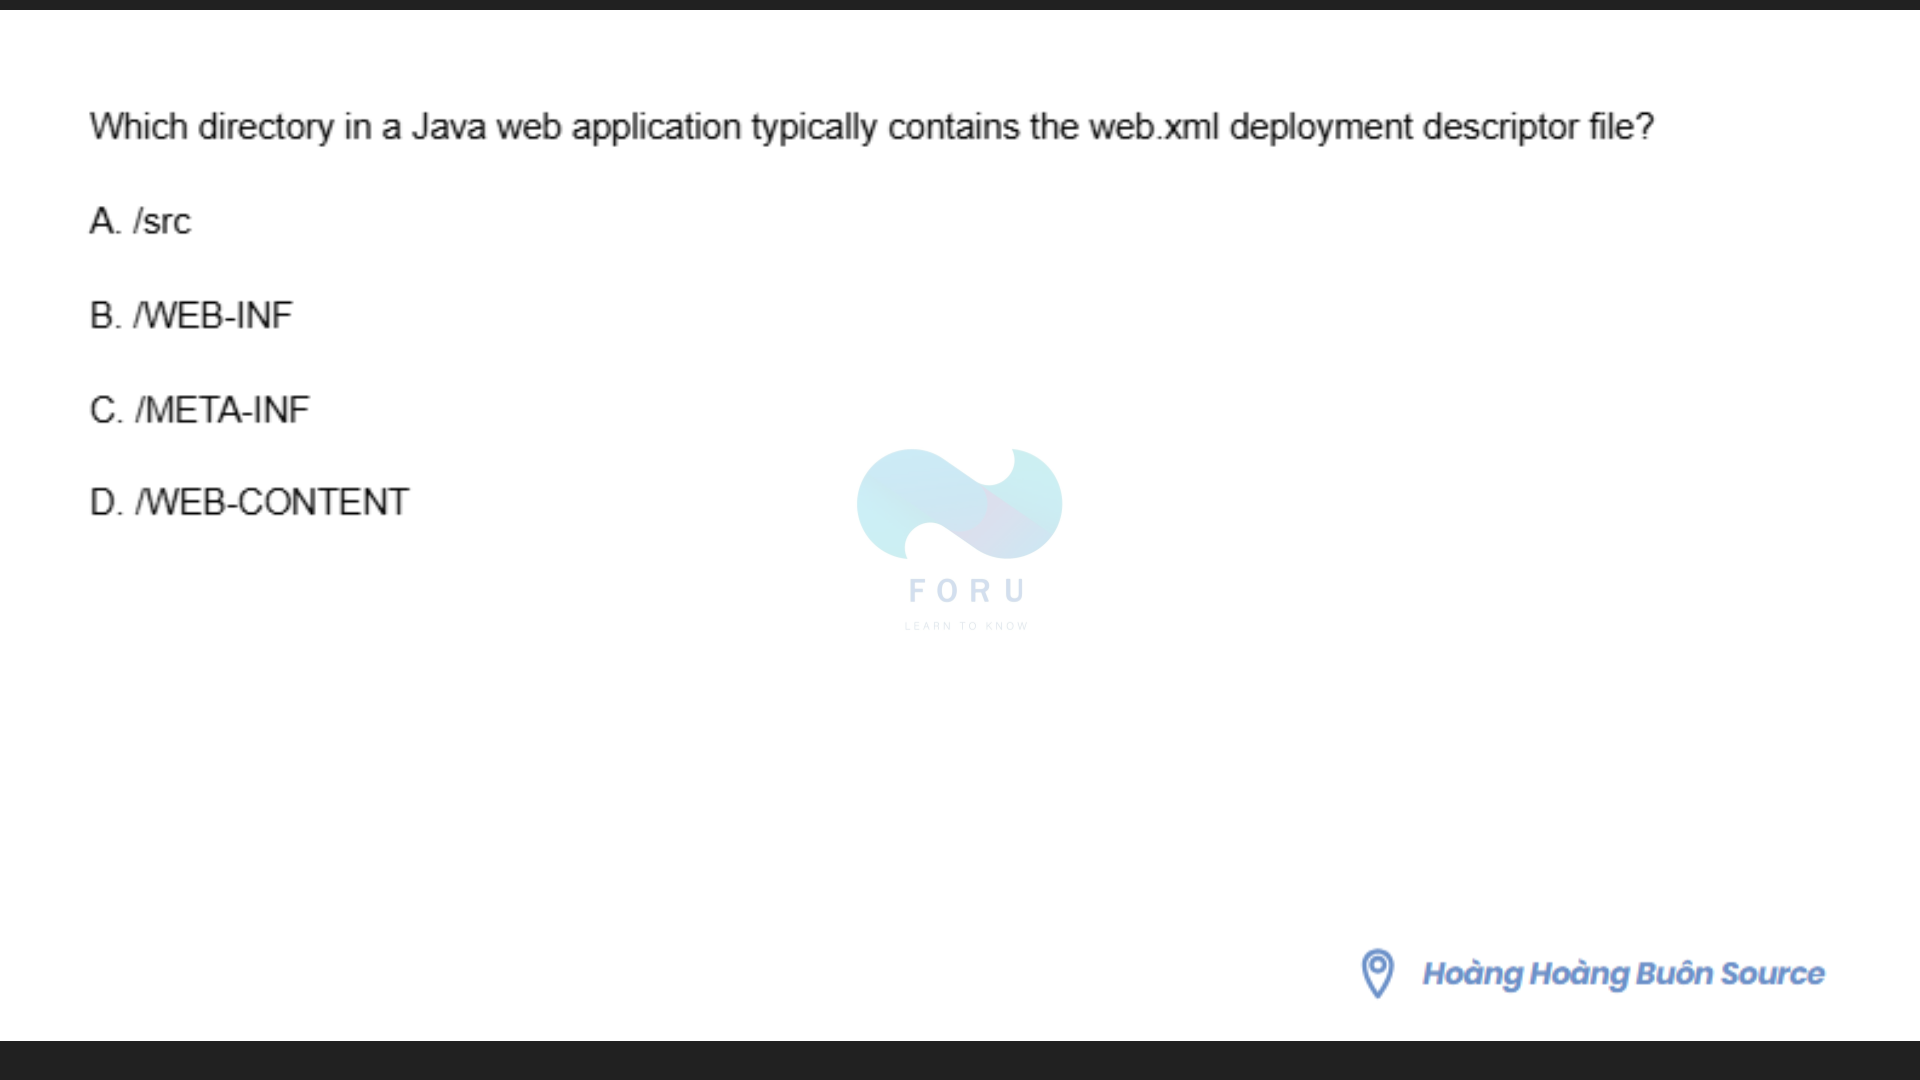 Which directory in a Java web application typically contains the web.xml deployment descriptor file?
A. /src
B. /WEB-INF
C. /META-INF
D. /WEB-CONTENT
FORU
LEARN TO KNOW
Hoàng Hoàng Buôn Source